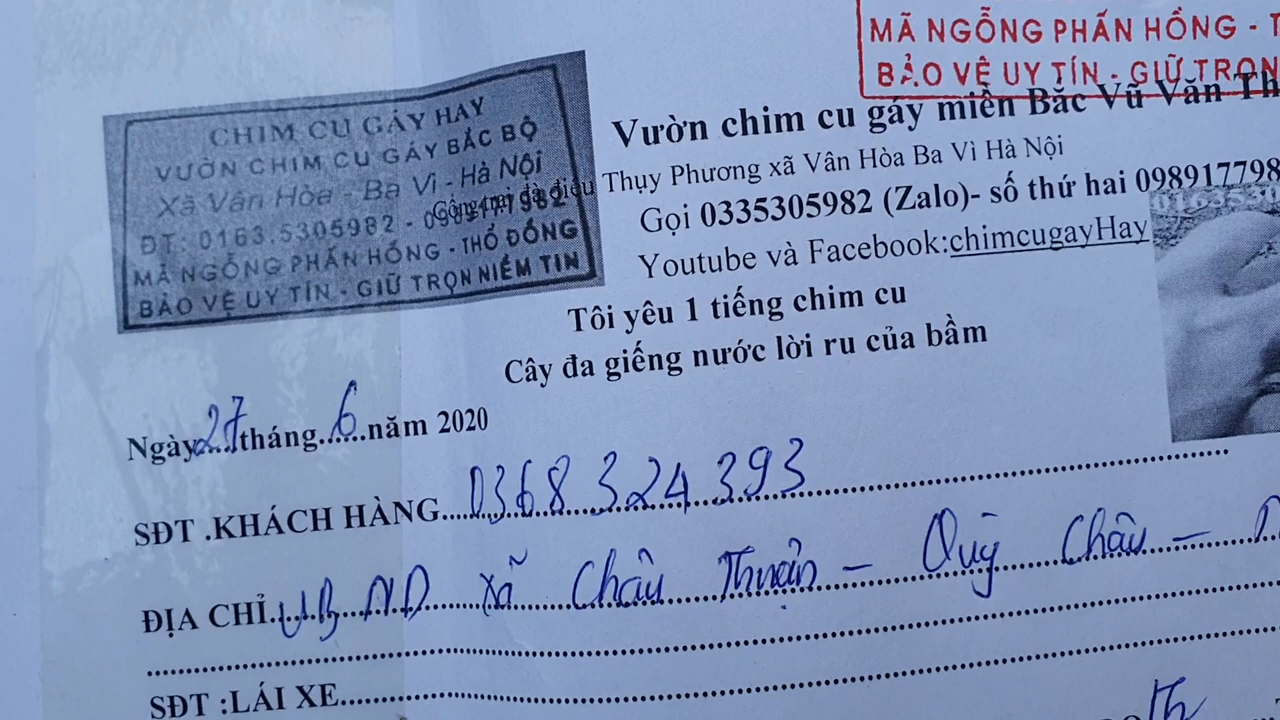 MÃ NGỖNG PHẤN HỒNG - T
BẢO VỆ UY TÍN - GIỮ TRỌN
CHIM CU GÁY HAY
VƯỜN CHIM CU GÁY BẮC BỘ
Xã Vân Hòa - Ba Vì - Hà Nội
ĐT: 0163.5305982 -
MÃ NGỖNG PHẤN HỒNG - THỔ ĐỒNG
BẢO VỆ UY TÍN - GIỮ TRỌN NIỀM TIN
Vườn chim cu gáy miền Bắc Vũ Văn Th
điểu Thụy Phương xã Vân Hòa Ba Vì Hà Nội
Gọi 0335305982 (Zalo)- số thứ hai 098917798
Youtube và Facebook:chimcugayHay
Tôi yêu 1 tiếng chim cu
Cây đa giếng nước lời ru của bầm
Ngày 27 tháng 6 năm 2020
SĐT .KHÁCH HÀNG 0368 324 393
ĐỊA CHỈ UBND xã Châu Thuận - Quỳ Châu -
SĐT :LÁI XE